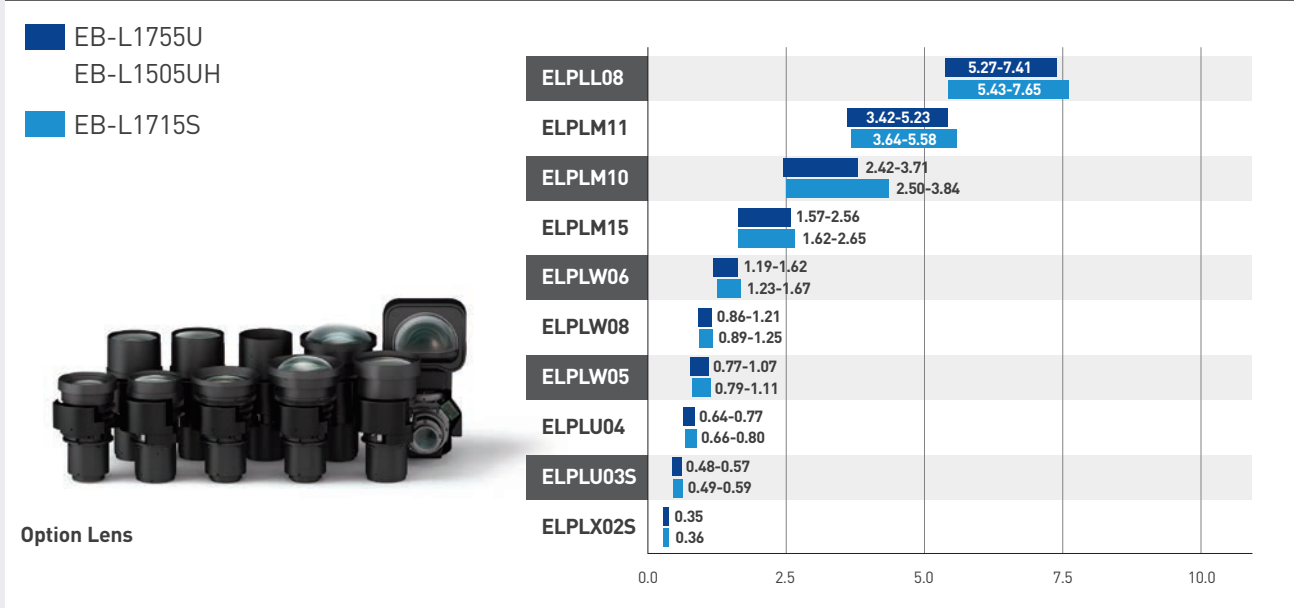 EB-L1755U
EB-L1505UH
EB-L1715S
ELPLL08
5.27-7.41
5.43-7.65
ELPLM11
3.42-5.23
3.64-5.58
ELPLM10
2.42-3.71
2.50-3.84
ELPLM15
1.57-2.56
1.62-2.65
ELPLW06
1.19-1.62
1.23-1.67
ELPLW08
0.86-1.21
0.89-1.25
ELPLW05
0.77-1.07
0.79-1.11
ELPLU04
0.64-0.77
0.66-0.80
ELPLU03S
0.48-0.57
0.49-0.59
ELPLX02S
0.35
0.36
Option Lens
0.0 2.5 5.0 7.5 10.0